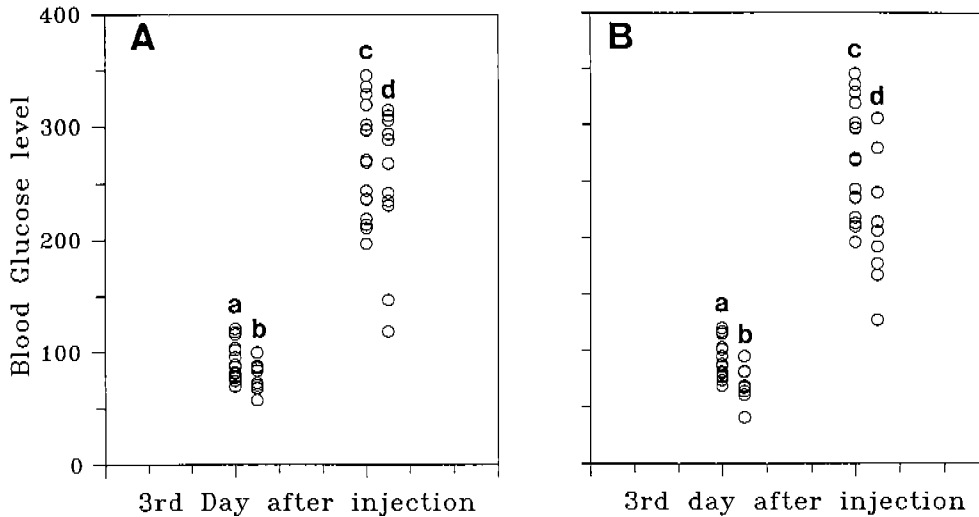 400
300
200
100
0
Blood Glucose level
A
a
b
c
d
3rd Day after injection
B
a
b
c
d
3rd day after injection